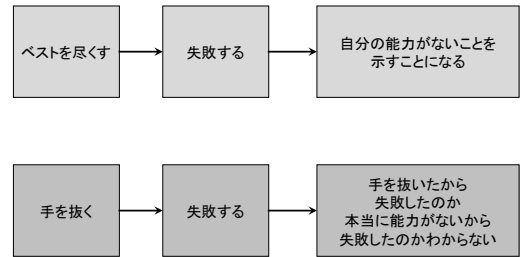 ベストを尽くす
失敗する
自分の能力がないことを
示すことになる
手を抜く
失敗する
手を抜いたから
失敗したのか
本当に能力がないから
失敗したのかわからない